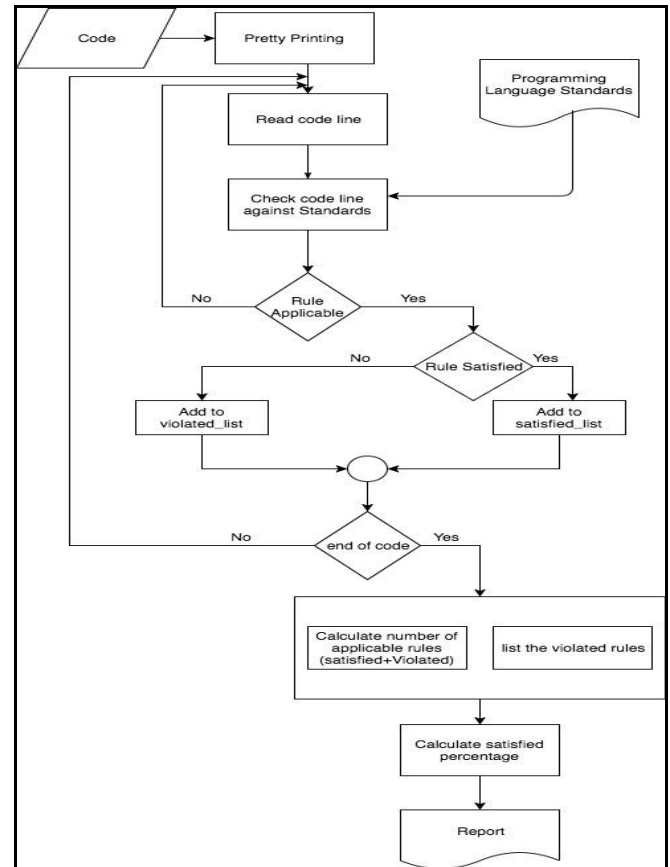 Code
Pretty Printing
Programming
Language Standards
Read code line
Check code line
against Standards
No
Rule
Applicable
Yes
No
Rule Satisfied
Yes
Add to
violated_list
Add to
satisfied_list
No
end of code
Yes
Calculate number of
applicable rules
(satisfied+Violated)
list the violated rules
Calculate satisfied
percentage
Report